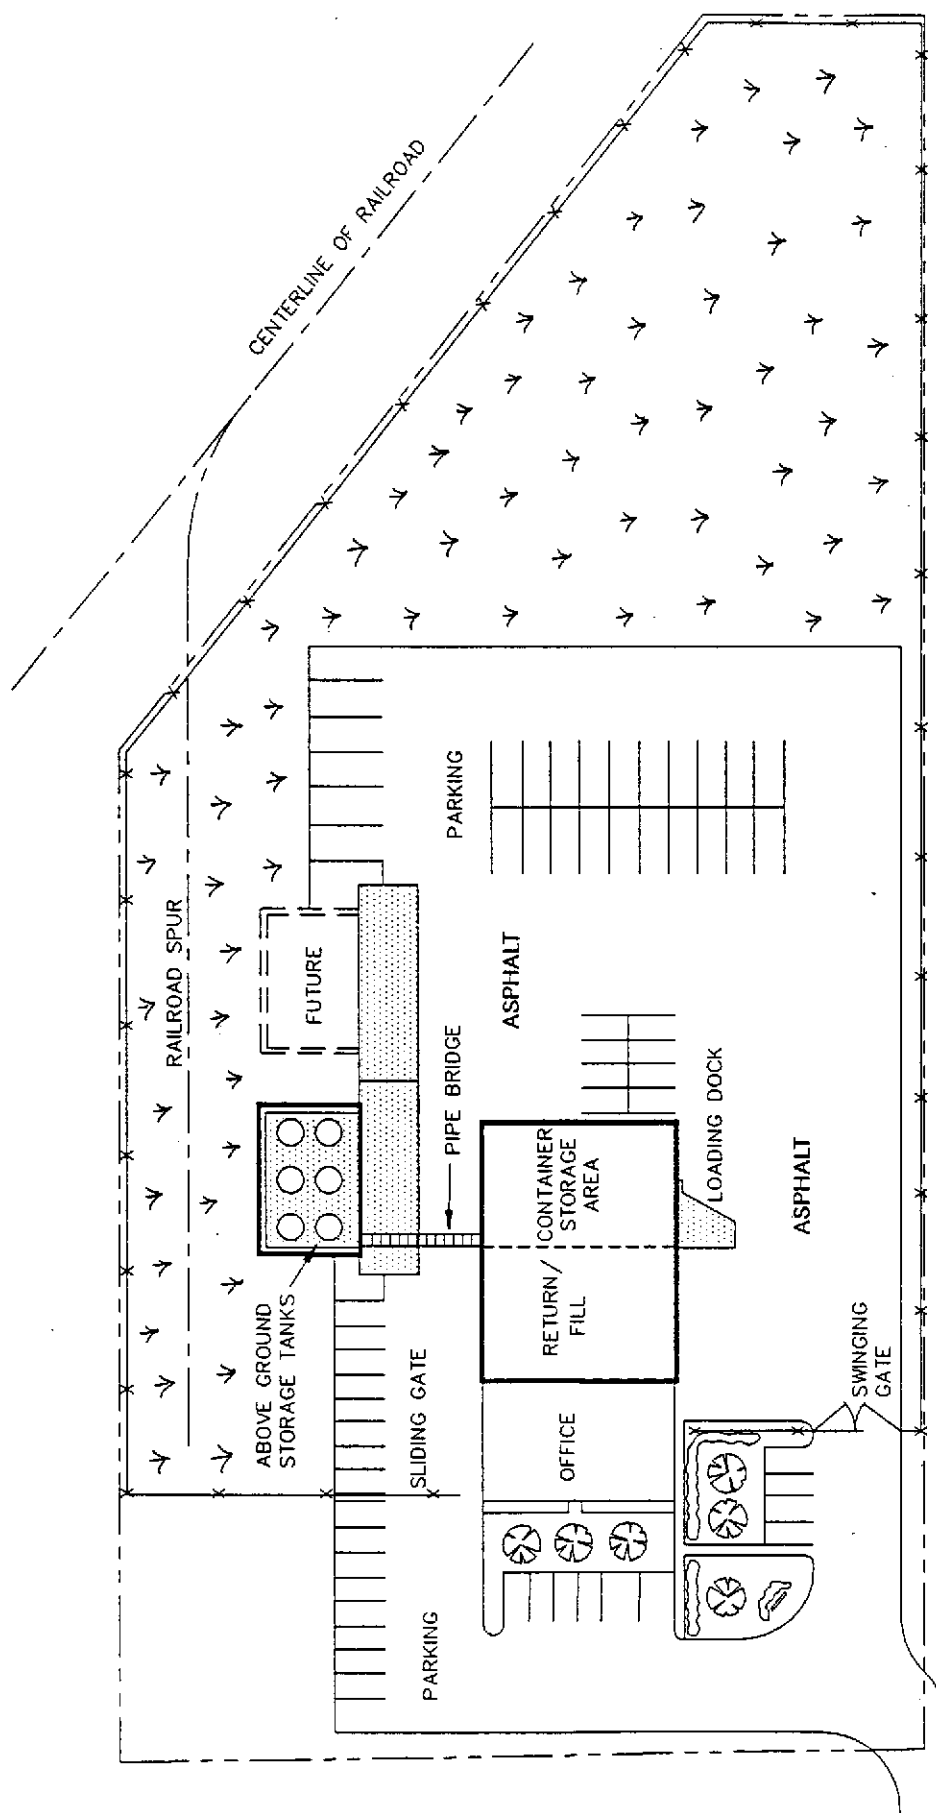 CENTERLINE OF RAILROAD
RAILROAD SPUR
FUTURE
PARKING
ASPHALT
PIPE BRIDGE
ABOVE GROUND
STORAGE TANKS
CONTAINER
STORAGE
AREA
RETURN/
FILL
LOADING DOCK
ASPHALT
SLIDING GATE
OFFICE
SWINGING
GATE
PARKING